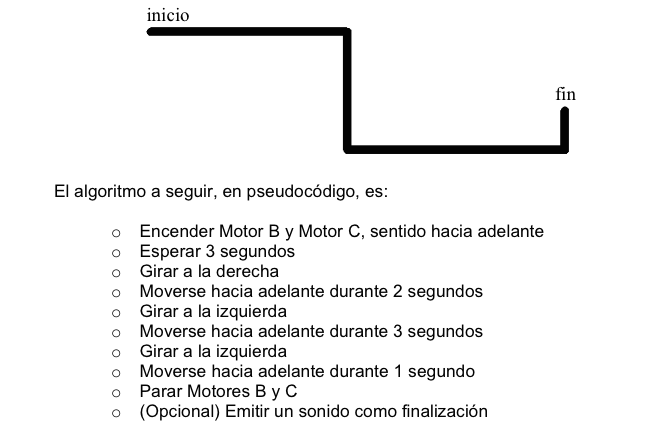 inicio
fin
El algoritmo a seguir, en pseudocódigo, es:
o Encender Motor B y Motor C, sentido hacia adelante
o Esperar 3 segundos
o Girar a la derecha
o Moverse hacia adelante durante 2 segundos
o Girar a la izquierda
o Moverse hacia adelante durante 3 segundos
o Girar a la izquierda
o Moverse hacia adelante durante 1 segundo
o Parar Motores B y C
o (Opcional) Emitir un sonido como finalización